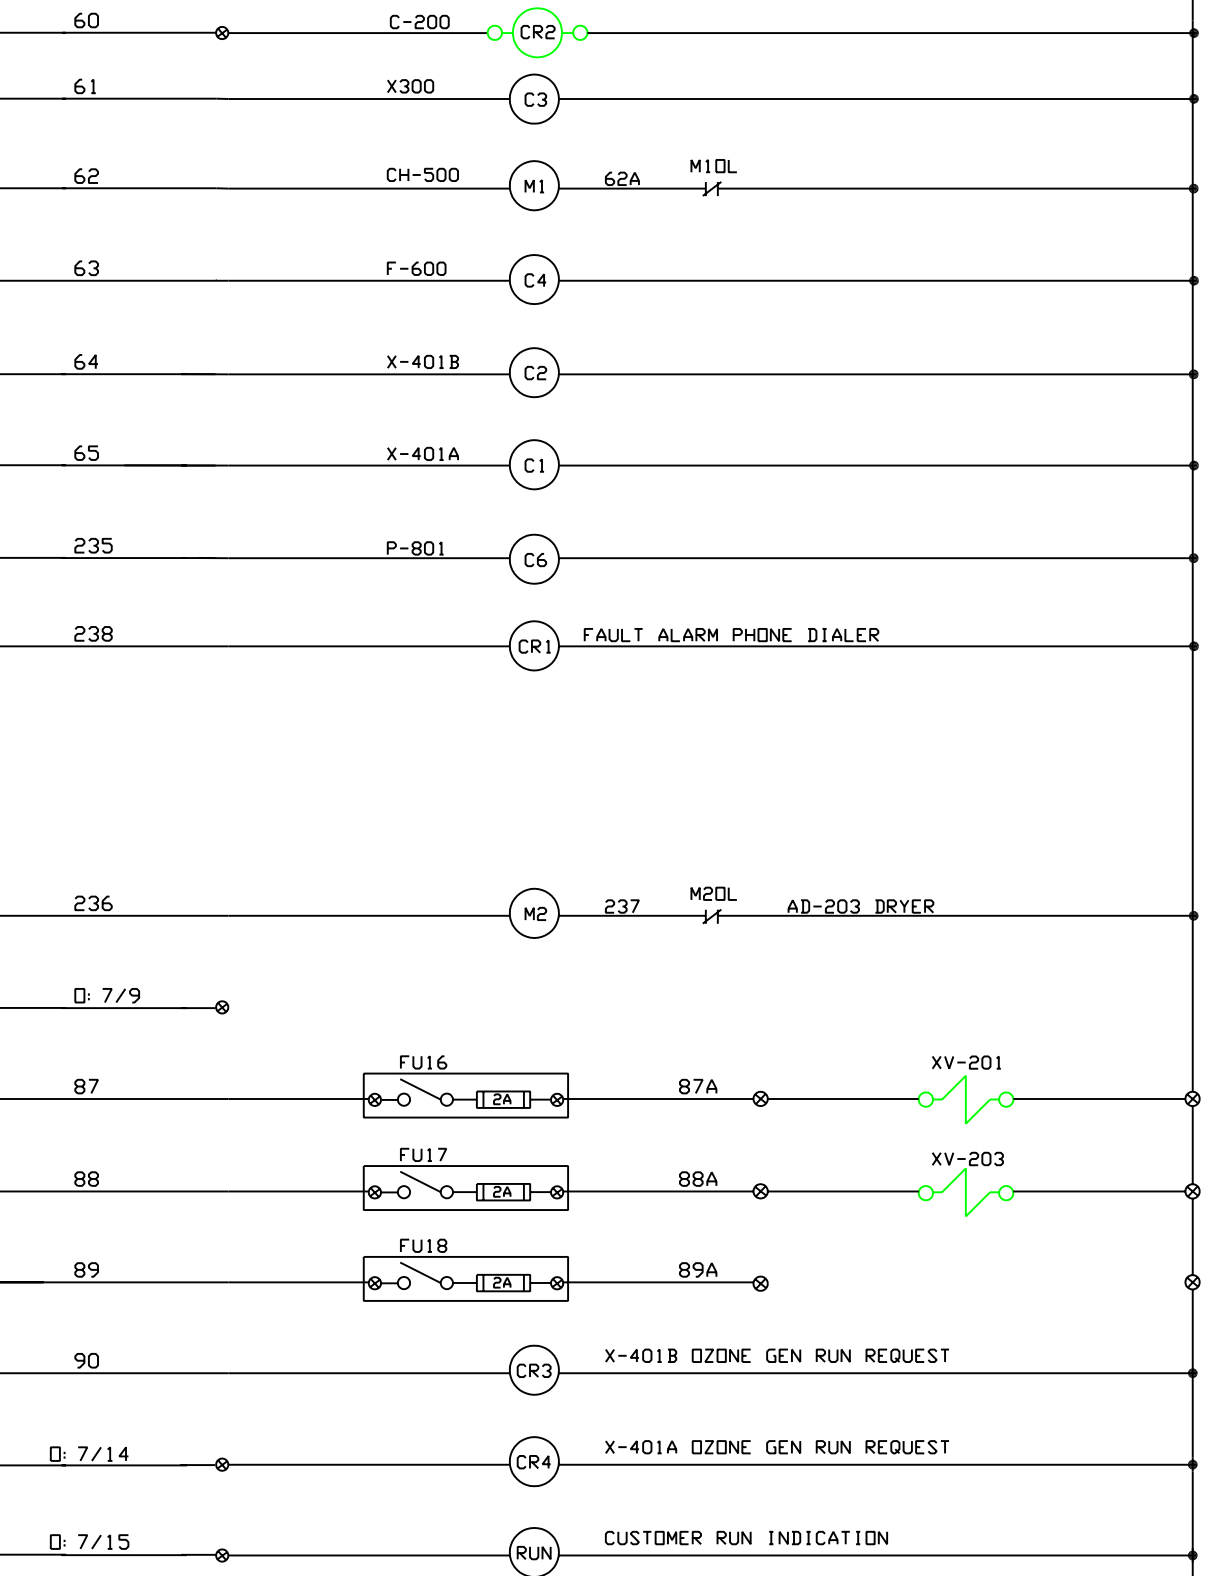 60 C-200 CR2
61 X300 C3
62 CH-500 M1 62A M1OL
63 F-600 C4
64 X-401B C2
65 X-401A C1
235 P-801 C6
238 CR1 FAULT ALARM PHONE DIALER
236 M2 237 M2OL AD-203 DRYER
O: 7/9
FU16 XV-201
87 2A 87A
FU17 XV-203
88 2A 88A
FU18
89 2A 89A
90 CR3 X-401B OZONE GEN RUN REQUEST
O: 7/14 CR4 X-401A OZONE GEN RUN REQUEST
O: 7/15 RUN CUSTOMER RUN INDICATION